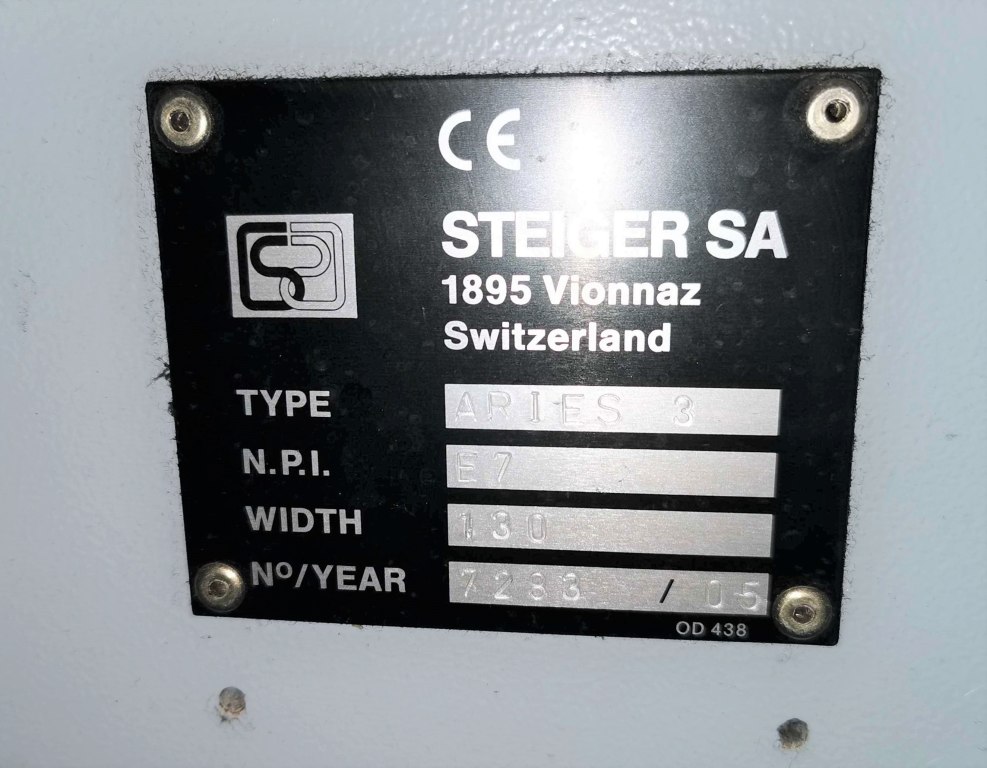 CE
STEIGER SA
1895 Vionnaz
Switzerland
TYPE ARIES 3
N.P.I. E7
WIDTH 130
Nº/YEAR 7283 / 05
OD 438